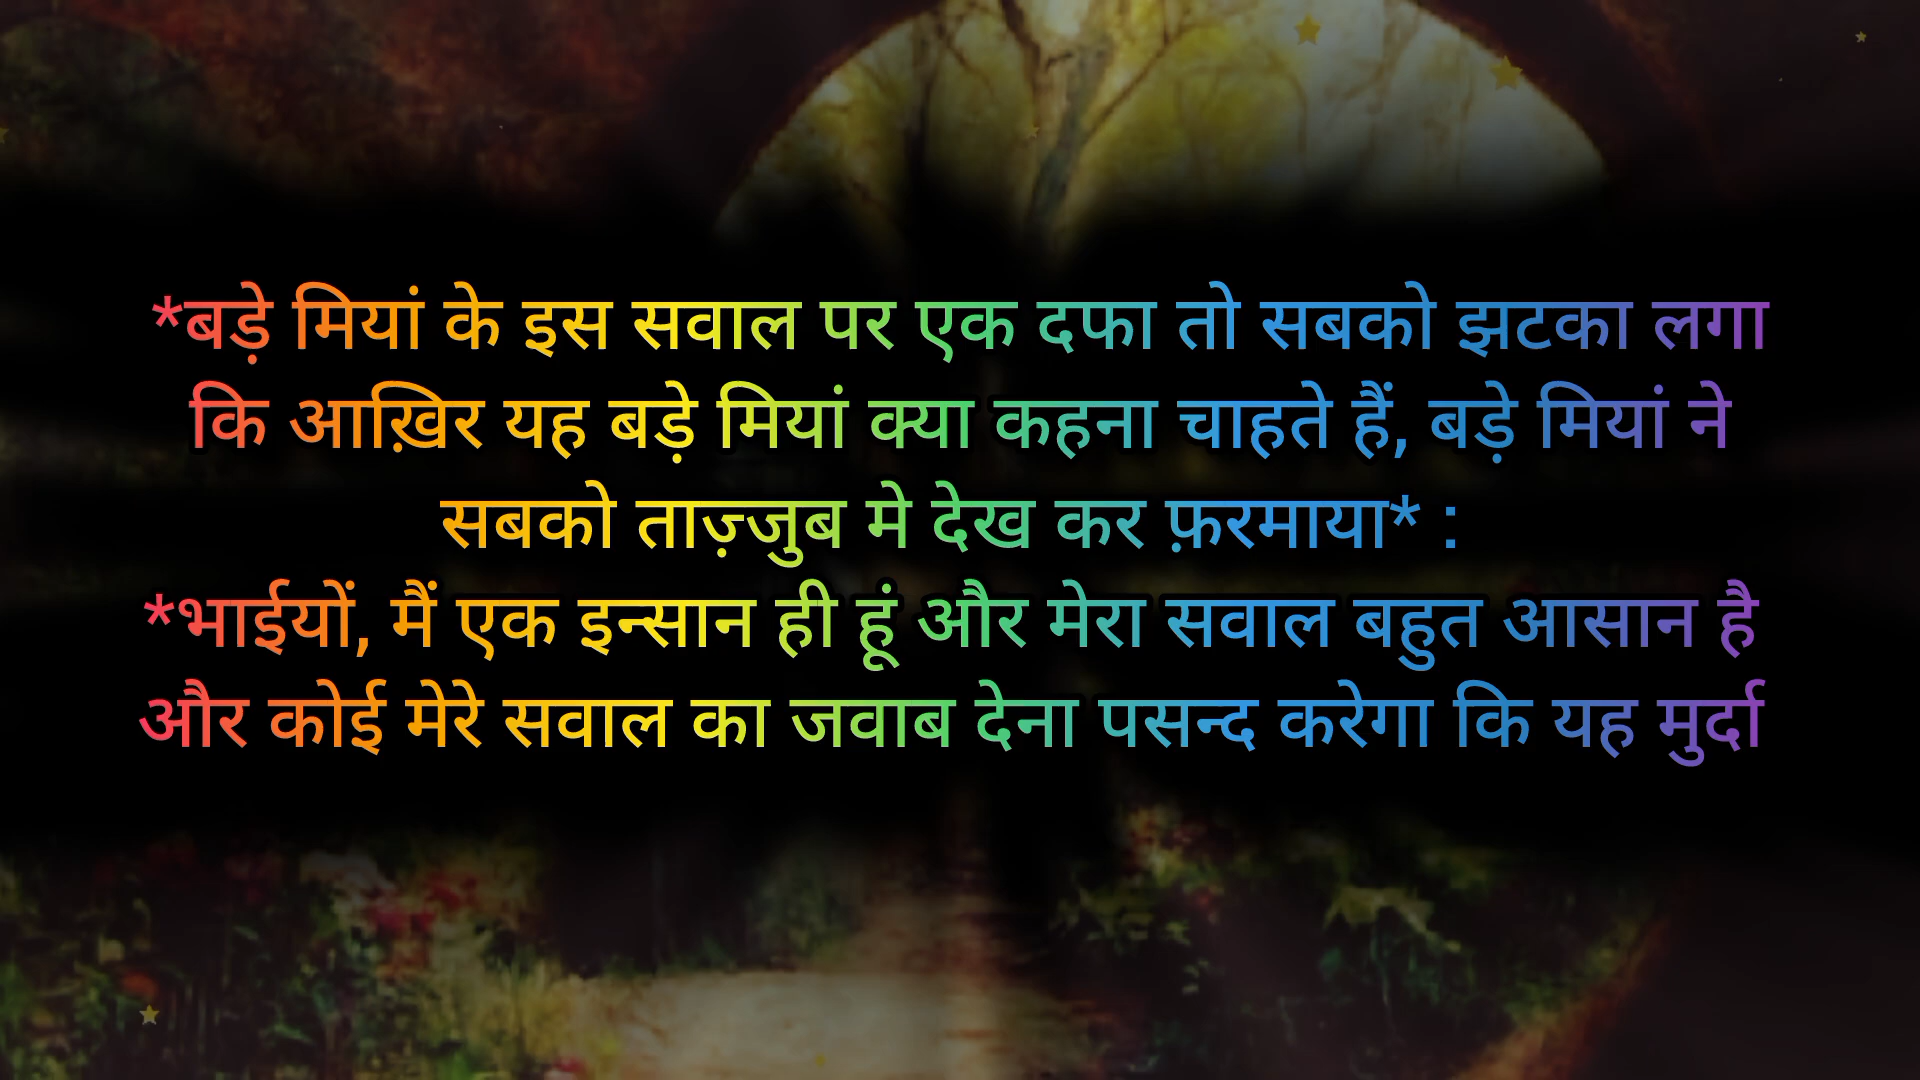 *बड़े मियां के इस सवाल पर एक दफा तो सबको झटका लगा
कि आख़िर यह बड़े मियां क्या कहना चाहते हैं, बड़े मियां ने
सबको ताज़्जुब मे देख कर फ़रमाया* :
*भाईयों, मैं एक इन्सान ही हूं और मेरा सवाल बहुत आसान है
और कोई मेरे सवाल का जवाब देना पसन्द करेगा कि यह मुर्दा